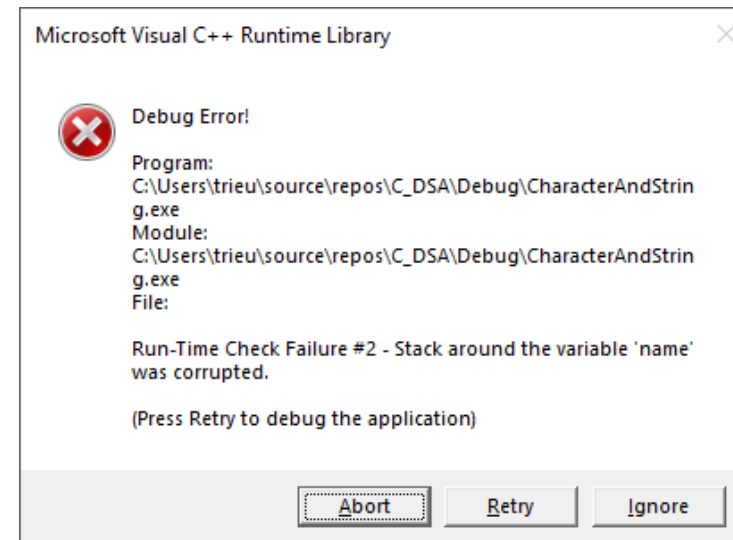 Microsoft Visual C++ Runtime Library
Debug Error!
Program:
C:\Users\trieu\source\repos\C_DSA\Debug\CharacterAndStrin
g.exe
Module:
C:\Users\trieu\source\repos\C_DSA\Debug\CharacterAndStrin
g.exe
File:
Run-Time Check Failure #2 - Stack around the variable 'name'
was corrupted.
(Press Retry to debug the application)
Abort Retry Ignore